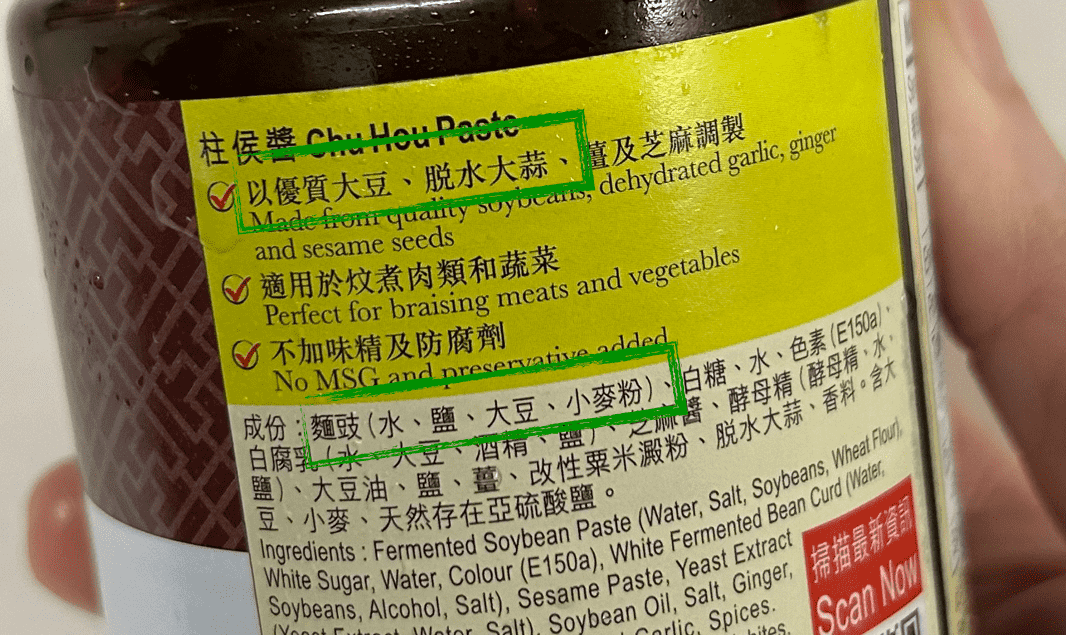 柱侯醬 Chu Hou Paste
以優質大豆、脱水大蒜、薑及芝麻調製
Made from quality soybeans, dehydrated garlic, ginger
and sesame seeds
適用於炆煮肉類和蔬菜
Perfect for braising meats and vegetables
不加味精及防腐劑
No MSG and preservative added
成份：麵豉（水、鹽、大豆、小麥粉）、白糖、水、色素（E150a）、
白腐乳（水、大豆、酒精、鹽）、芝麻醬、酵母精（酵母精、水、
鹽）、大豆油、鹽、薑、改性粟米澱粉、脱水大蒜、香料。含大
豆、小麥、天然存在亞硫酸鹽。
Ingredients : Fermented Soybean Paste (Water, Salt, Soybeans, Wheat Flour),
White Sugar, Water, Colour (E150a), White Fermented Bean Curd (Water,
Soybeans, Alcohol, Salt), Sesame Paste, Yeast Extract
(Yeast Extract, Water, Salt), Soybean Oil, Salt, Ginger,
Garlic, Spices.
掃描最新資訊
Scan Now